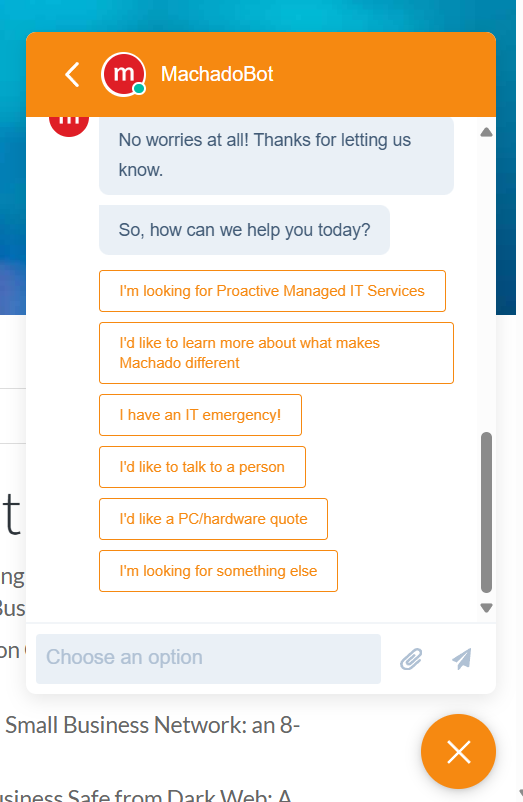 m
MachadoBot
No worries at all! Thanks for letting us
know.
So, how can we help you today?
I'm looking for Proactive Managed IT Services
I'd like to learn more about what makes
Machado different
I have an IT emergency!
I'd like to talk to a person
I'd like a PC/hardware quote
I'm looking for something else
Choose an option
t
ng
Bus
on
Small Business Network: an 8-
usiness Safe from Dark Web: A